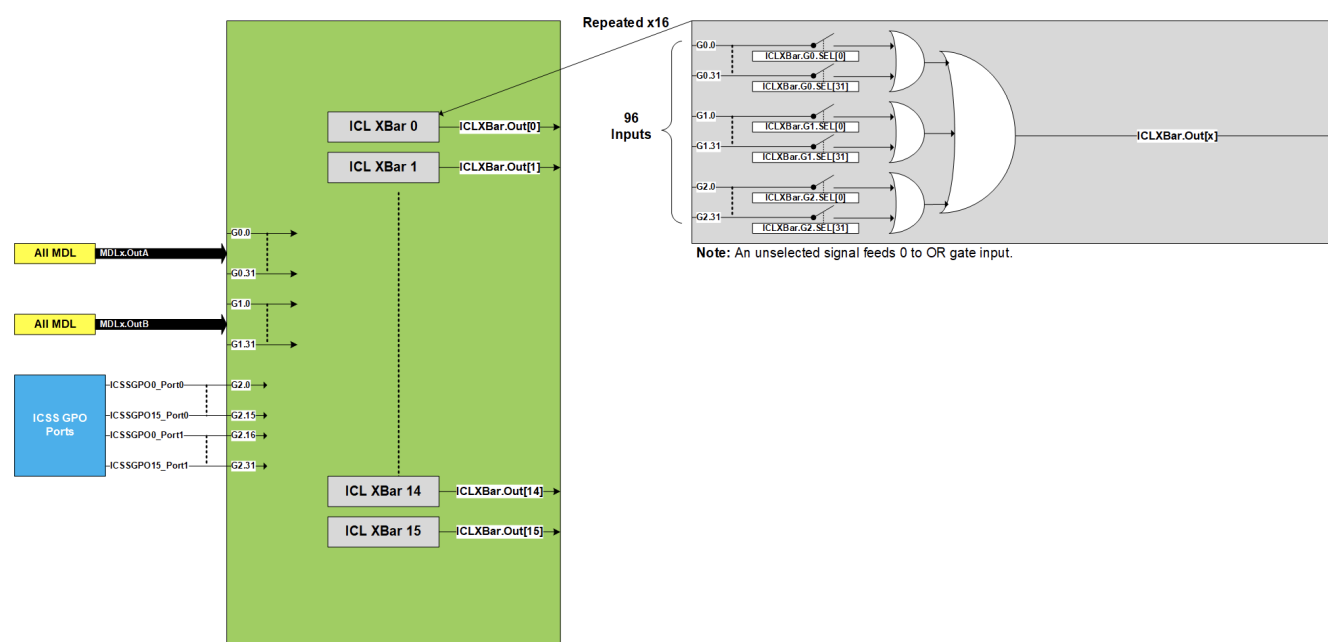 Repeated x16
G0.0
ICLXBar.G0.SEL[0]
G0.31
ICLXBar.G0.SEL[31]
96
Inputs
G1.0
ICLXBar.G1.SEL[0]
G1.31
ICLXBar.G1.SEL[31]
G2.0
ICLXBar.G2.SEL[0]
G2.31
ICLXBar.G2.SEL[31]
ICLXBar.Out[x]
Note: An unselected signal feeds 0 to OR gate input.
ICL XBar 0
ICLXBar.Out[0]
ICL XBar 1
ICLXBar.Out[1]
All MDL
MDLx.OutA
G0.0
G0.31
All MDL
MDLx.OutB
G1.0
G1.31
ICSS GPO
Ports
ICSSGPO0_Port0
G2.0
ICSSGPO15_Port0
G2.15
ICSSGPO0_Port1
G2.16
ICSSGPO15_Port1
G2.31
ICL XBar 14
ICLXBar.Out[14]
ICL XBar 15
ICLXBar.Out[15]